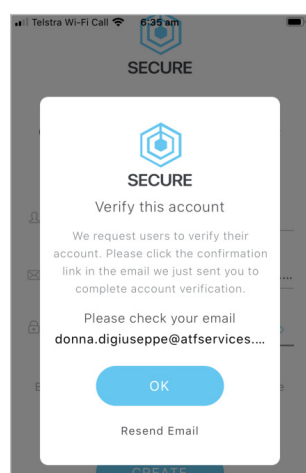 Telstra Wi-Fi Call 6:35 am
SECURE
SECURE
Verify this account
We request users to verify their
account. Please click the confirmation
link in the email we just sent you to
complete account verification.
Please check your email
donna.digiuseppe@atfservices....
OK
Resend Email
CREATE